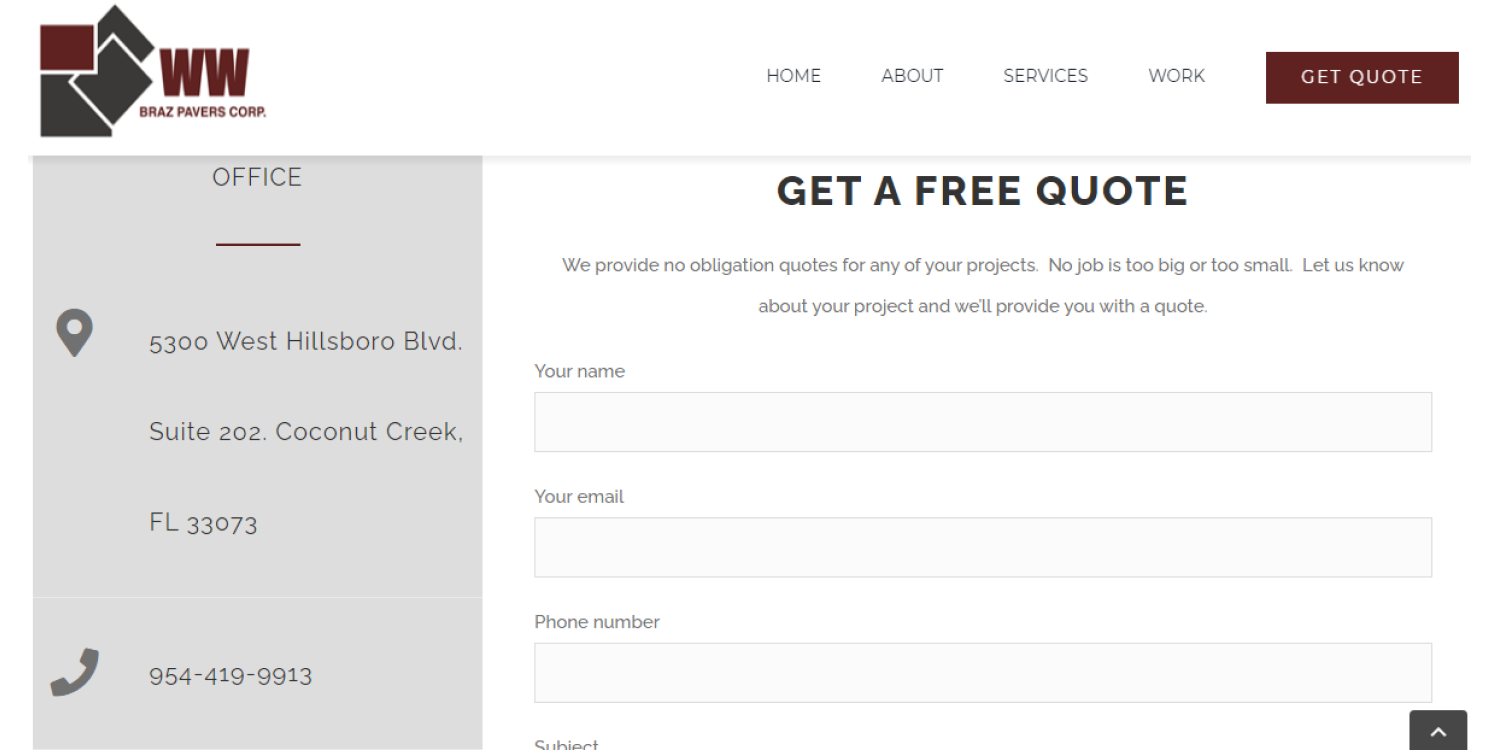 WW
BRAZ PAVERS CORP.
HOME
ABOUT
SERVICES
WORK
GET QUOTE
OFFICE
5300 West Hillsboro Blvd.
Suite 202. Coconut Creek,
FL 33073
954-419-9913
GET A FREE QUOTE
We provide no obligation quotes for any of your projects.  No job is too big or too small.  Let us know
about your project and we'll provide you with a quote.
Your name
Your email
Phone number
Subject